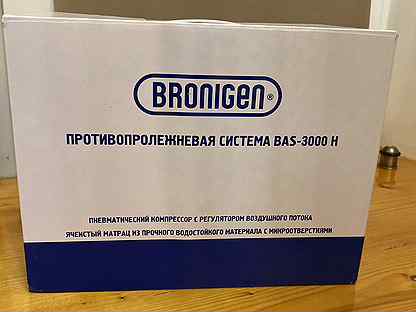 BRONIGEN®
ПРОТИВОПРОЛЕЖНЕВАЯ СИСТЕМА BAS-3000 H
ПНЕВМАТИЧЕСКИЙ КОМПРЕССОР С РЕГУЛЯТОРОМ ВОЗДУШНОГО ПОТОКА
ЯЧЕИСТЫЙ МАТРАЦ ИЗ ПРОЧНОГО ВОДОСТОЙКОГО МАТЕРИАЛА С МИКРООТВЕРСТИЯМИ